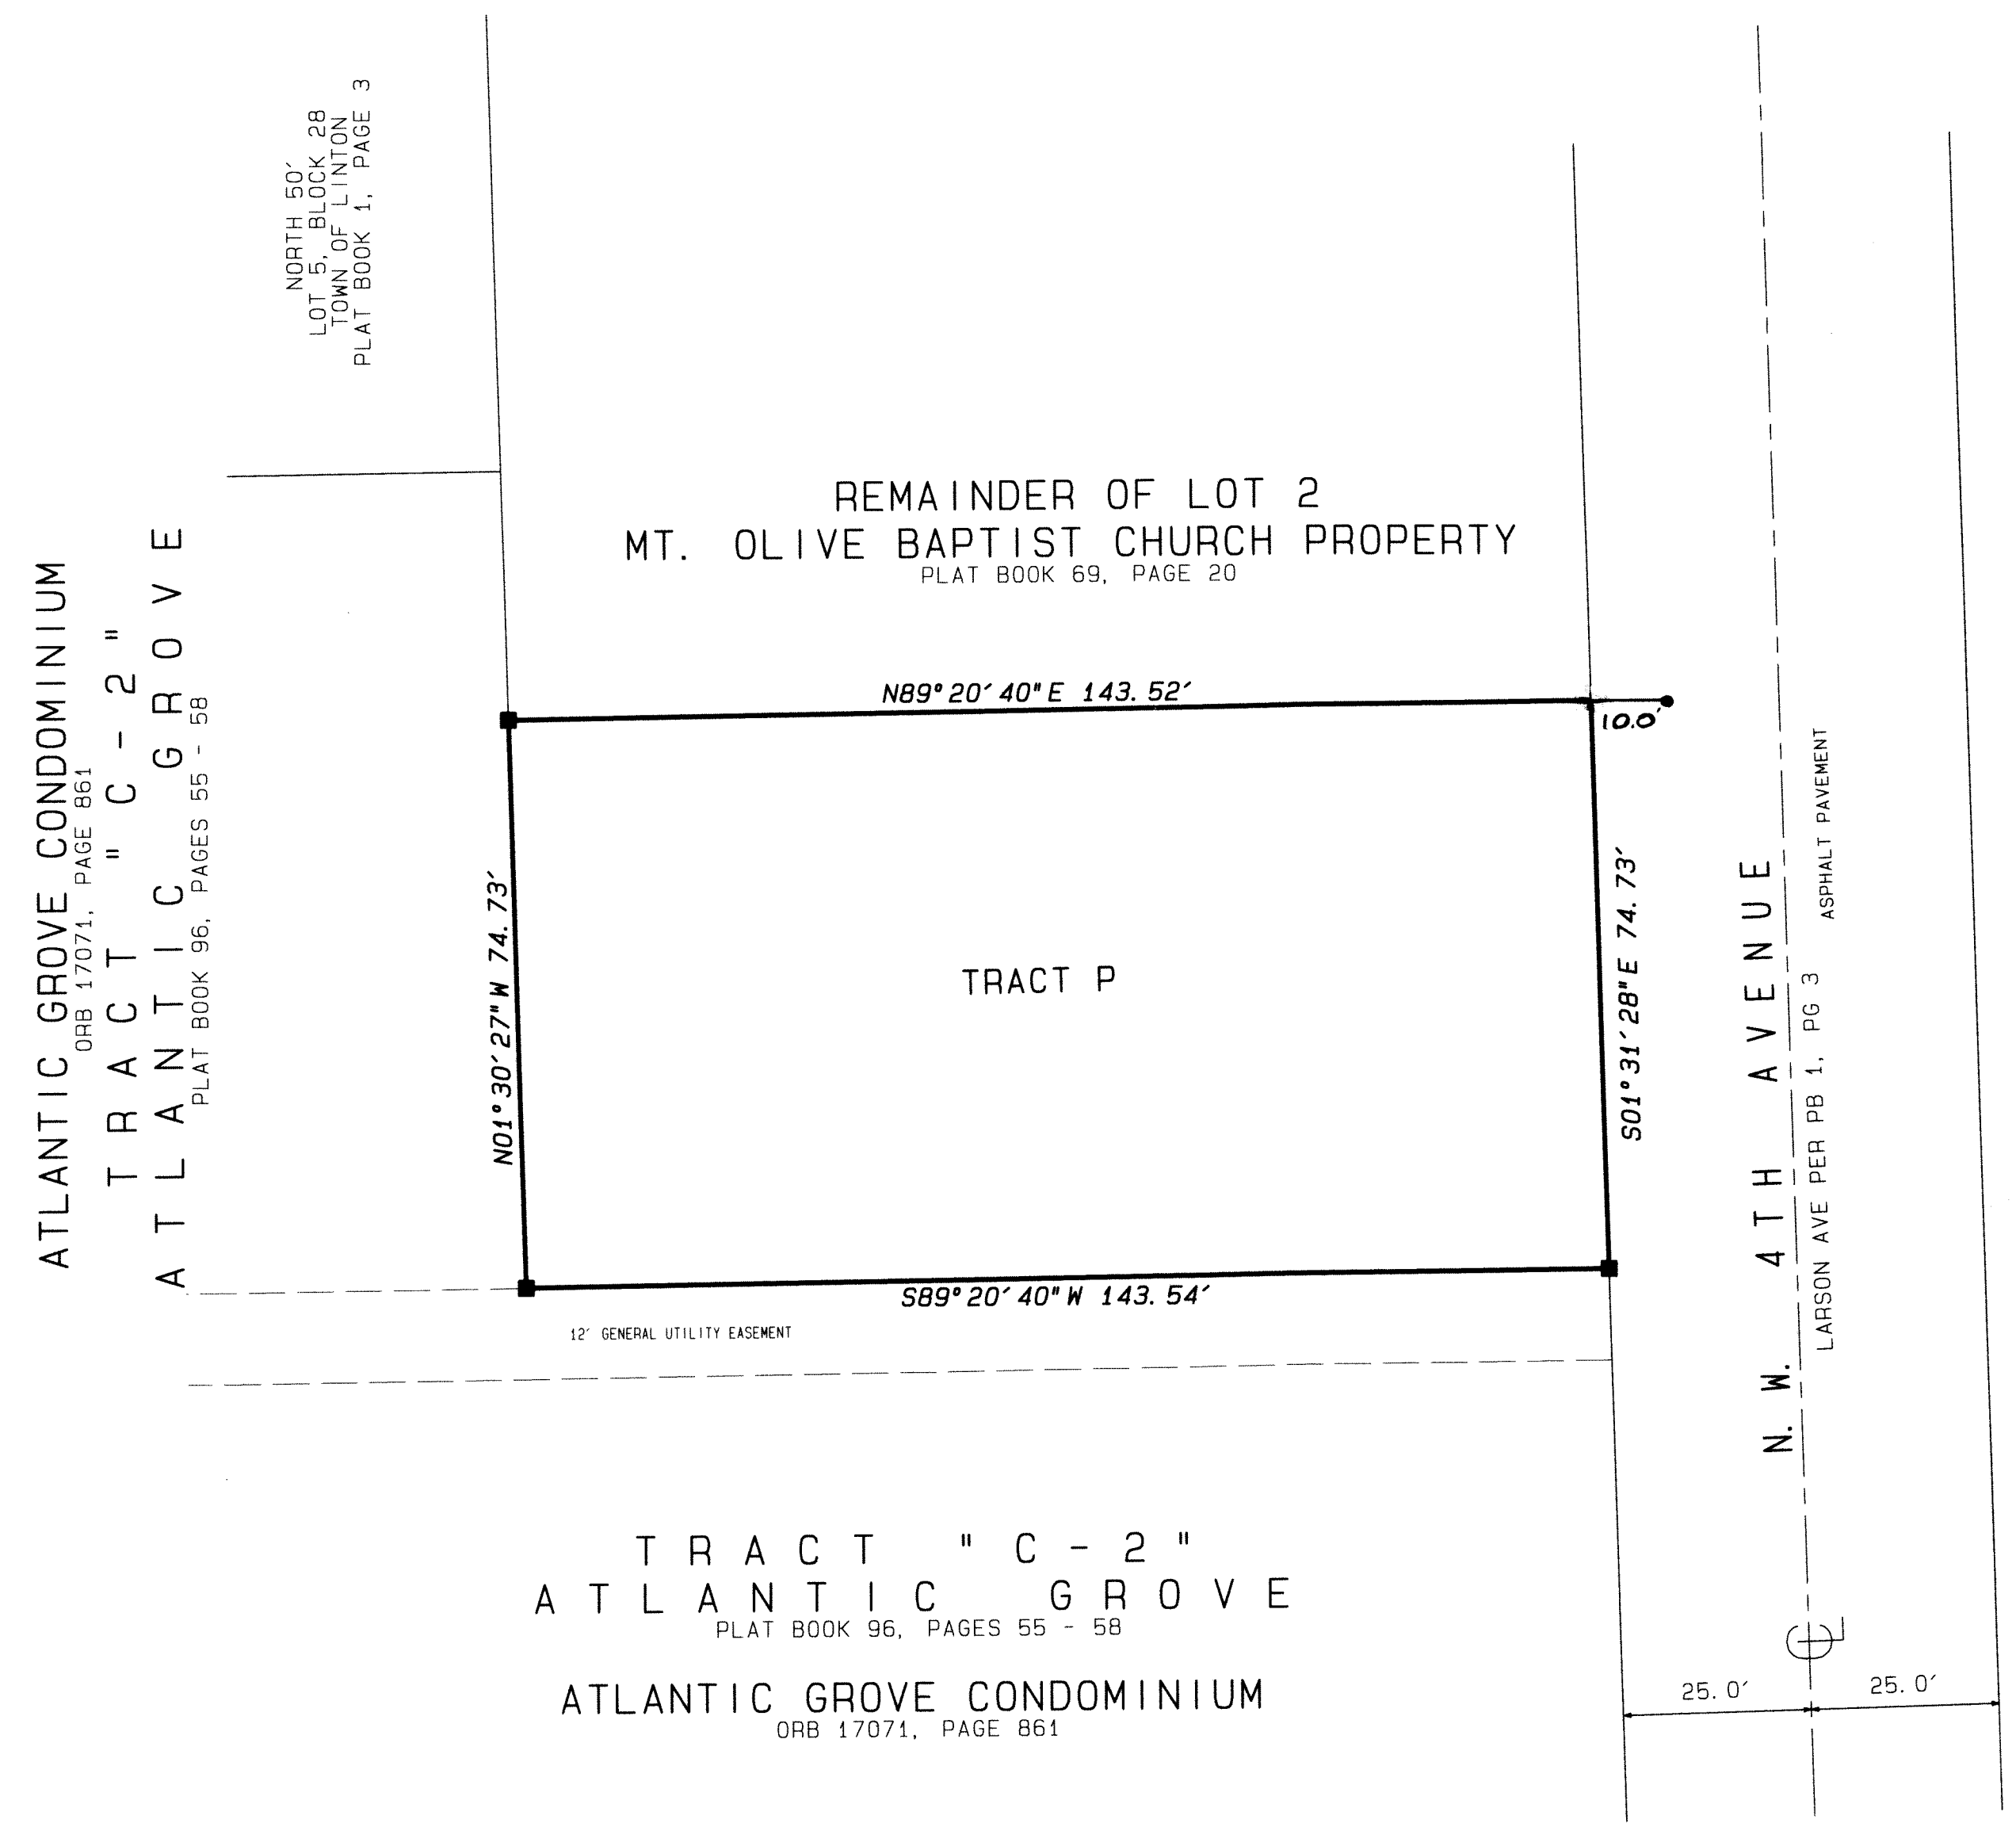 NORTH 50′
LOT 5, BLOCK 28
TOWN OF LINTON
PLAT BOOK 1, PAGE 3
REMAINDER OF LOT 2
MT. OLIVE BAPTIST CHURCH PROPERTY
PLAT BOOK 69, PAGE 20
ATLANTIC GROVE CONDOMINIUM
ORB 17071, PAGE 861
TRACT "C-2"
ATLANTIC GROVE
PLAT BOOK 96, PAGES 55 - 58
N89°20′40"E 143.52′
10.0′
N01°30′27"W 74.73′
TRACT P
S01°31′28"E 74.73′
S89°20′40"W 143.54′
12′ GENERAL UTILITY EASEMENT
N. W. 4TH AVENUE
LARSON AVE PER PB 1, PG 3
ASPHALT PAVEMENT
TRACT "C-2"
ATLANTIC GROVE
PLAT BOOK 96, PAGES 55 - 58
ATLANTIC GROVE CONDOMINIUM
ORB 17071, PAGE 861
℄
25.0′
25.0′